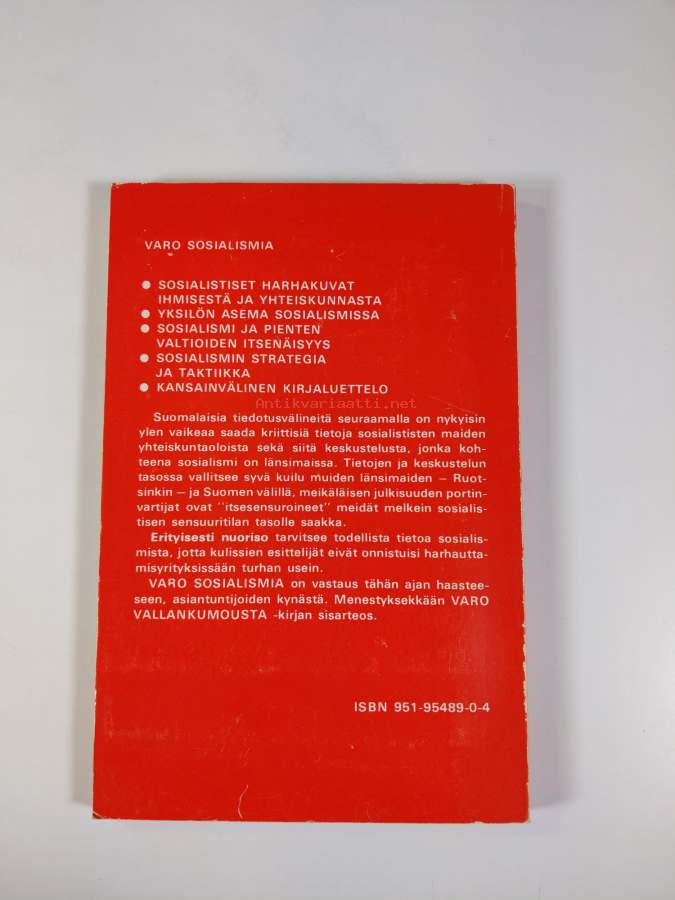 VARO SOSIALISMIA
● SOSIALISTISET HARHAKUVAT
IHMISESTÄ JA YHTEISKUNNASTA
● YKSILÖN ASEMA SOSIALISMISSA
● SOSIALISMI JA PIENTEN
VALTIOIDEN ITSENÄISYYS
● SOSIALISMIN STRATEGIA
JA TAKTIIKKA
● KANSAINVÄLINEN KIRJALUETTELO
Antikvariaatti.net
Suomalaisia tiedotusvälineitä seuraamalla on nykyisin
ylen vaikeaa saada kriittisiä tietoja sosialististen maiden
yhteiskuntaoloista sekä siitä keskustelusta, jonka koh-
teena sosialismi on länsimaissa. Tietojen ja keskustelun
tasossa vallitsee syvä kuilu muiden länsimaiden – Ruot-
sinkin – ja Suomen välillä, meikäläisen julkisuuden portin-
vartijat ovat "itsesensuroineet" meidät melkein sosialis-
tisen sensuuritilan tasolle saakka.
Erityisesti nuoriso tarvitsee todellista tietoa sosialis-
mista, jotta kulissien esittelijät eivät onnistuisi harhautta-
misyrityksissään turhan usein.
VARO SOSIALISMIA on vastaus tähän ajan haastee-
seen, asiantuntijoiden kynästä. Menestyksekkään VARO
VALLANKUMOUSTA -kirjan sisarteos.
ISBN 951-95489-0-4